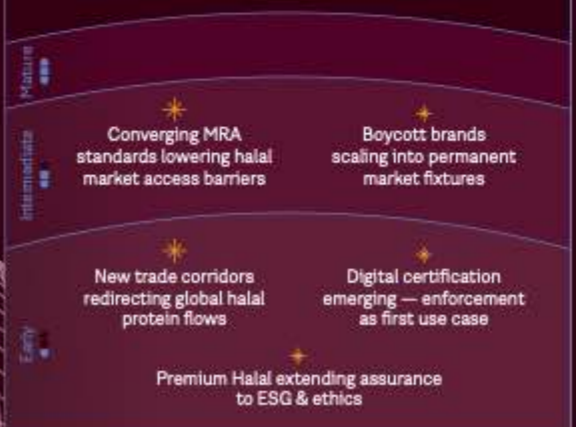 Mature
Intermediate
Converging MRA
standards lowering halal
market access barriers
Boycott brands
scaling into permanent
market fixtures
Early
New trade corridors
redirecting global halal
protein flows
Digital certification
emerging — enforcement
as first use case
Premium Halal extending assurance
to ESG & ethics